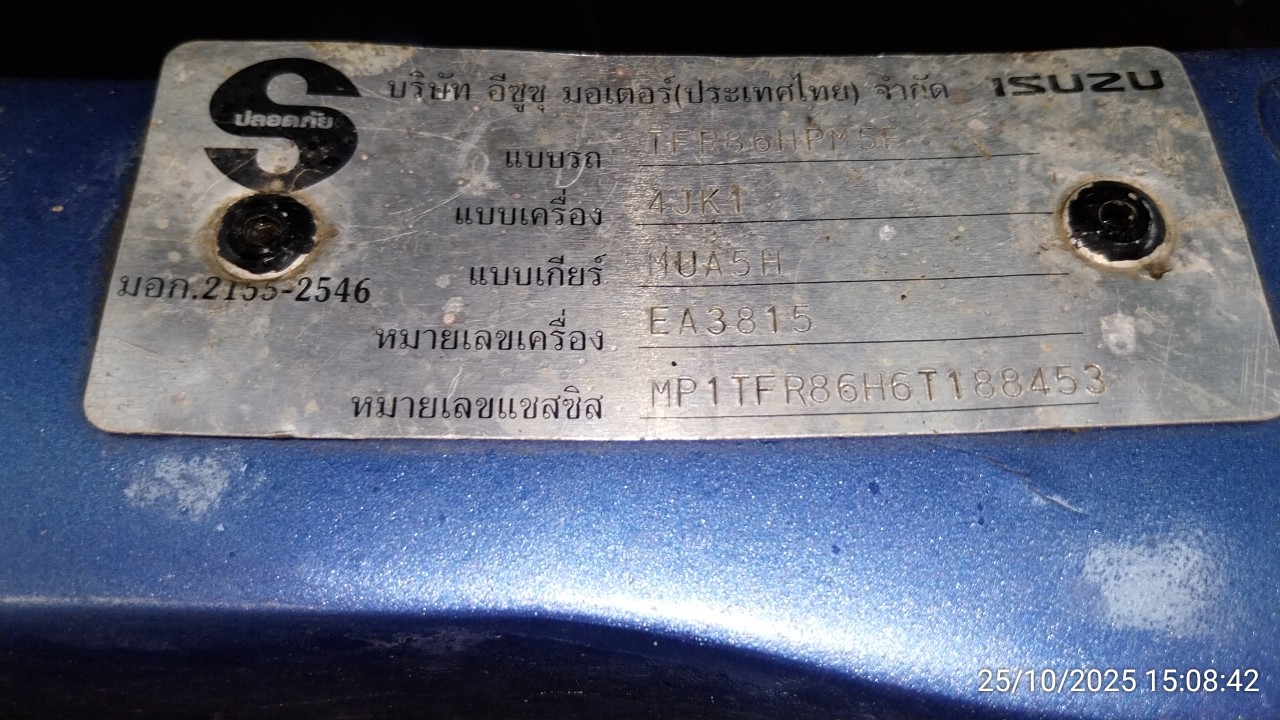 บริษัท อีซูซุ มอเตอร์(ประเทศไทย) จำกัด ISUZU
S
ปลอดภัย
แบบรถ TFR86HPM5F
แบบเครื่อง 4JK1
แบบเกียร์ MUA5H
มอก.2155-2546
หมายเลขเครื่อง EA3815
หมายเลขแชสซิส MP1TFR86H6T188453
25/10/2025 15:08:42